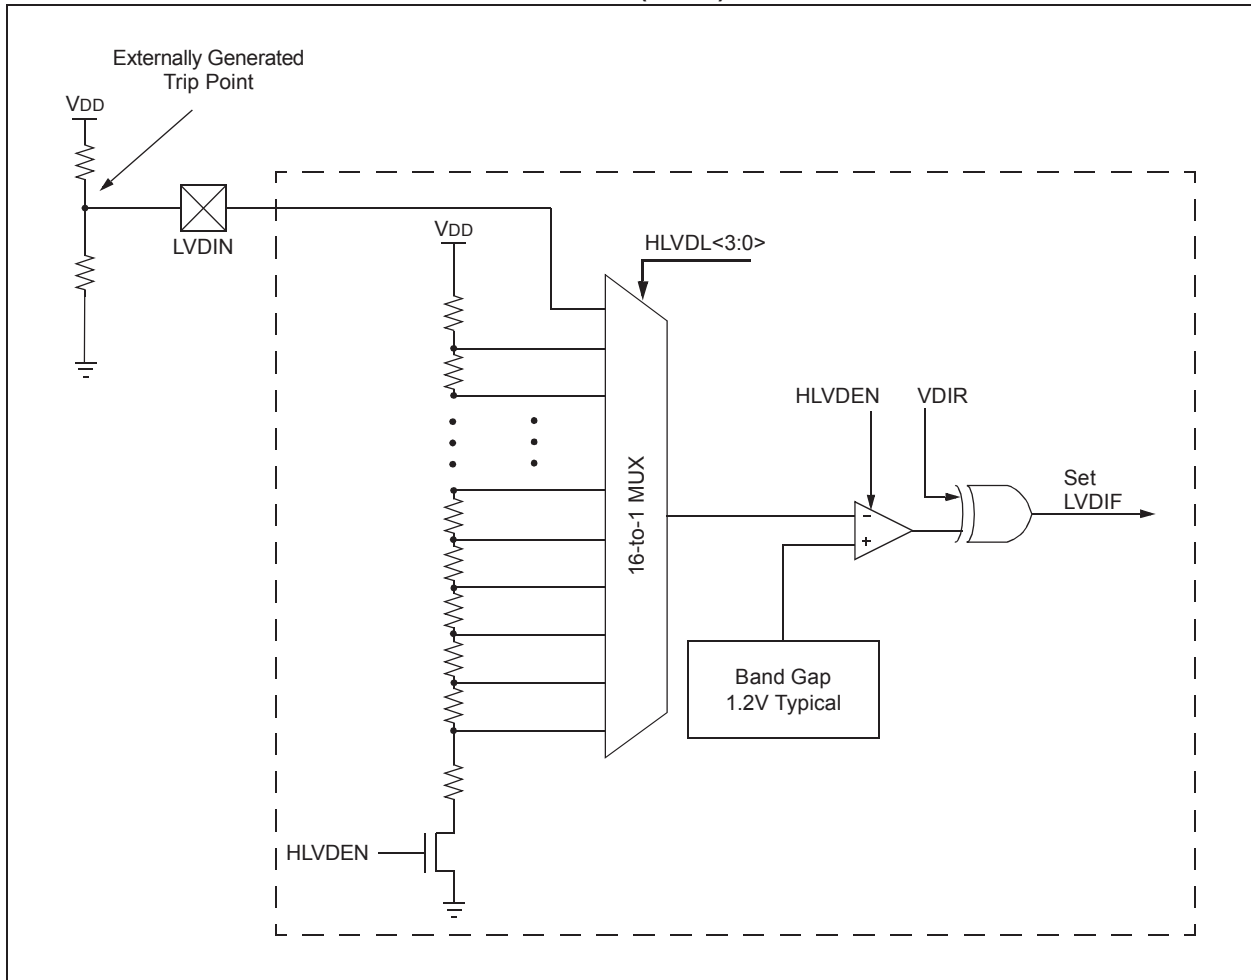 Externally Generated
Trip Point
VDD
LVDIN
VDD
HLVDL<3:0>
HLVDEN
VDIR
Set
LVDIF
16-to-1 MUX
-
+
Band Gap
1.2V Typical
HLVDEN